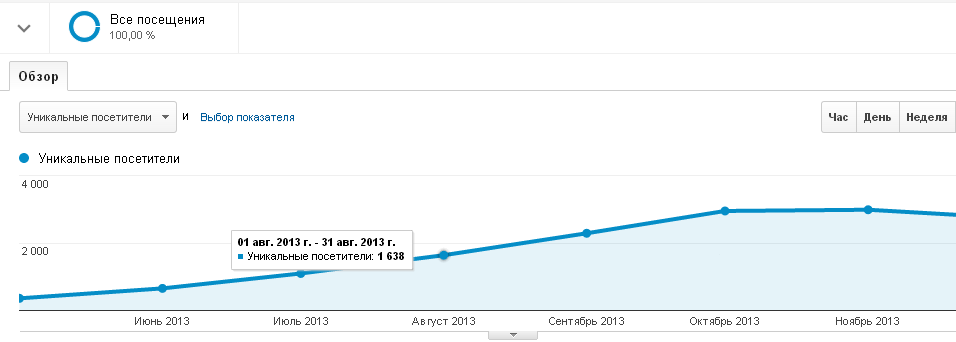 Все посещения
100,00 %
Обзор
Уникальные посетители и Выбор показателя Час День Неделя
Уникальные посетители
4 000
2 000
01 авг. 2013 г. - 31 авг. 2013 г.
Уникальные посетители: 1 638
Июнь 2013 Июль 2013 Август 2013 Сентябрь 2013 Октябрь 2013 Ноябрь 2013